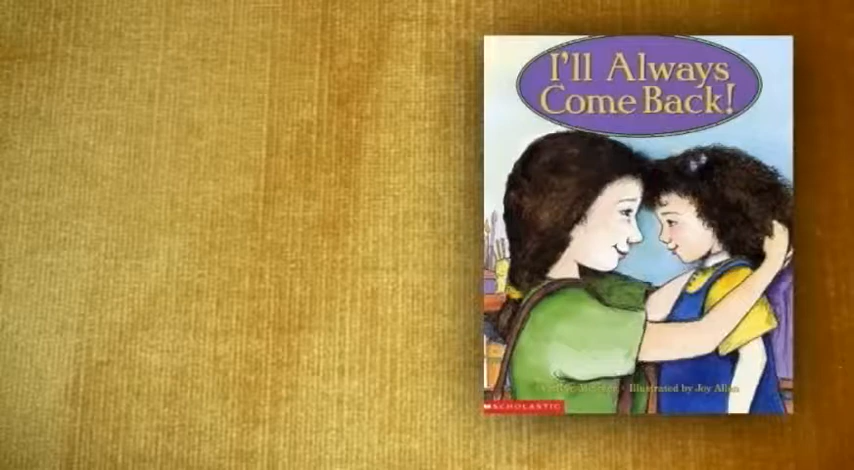 I'll Always
Come Back!
Illustrated by Joy Allen
SCHOLASTIC